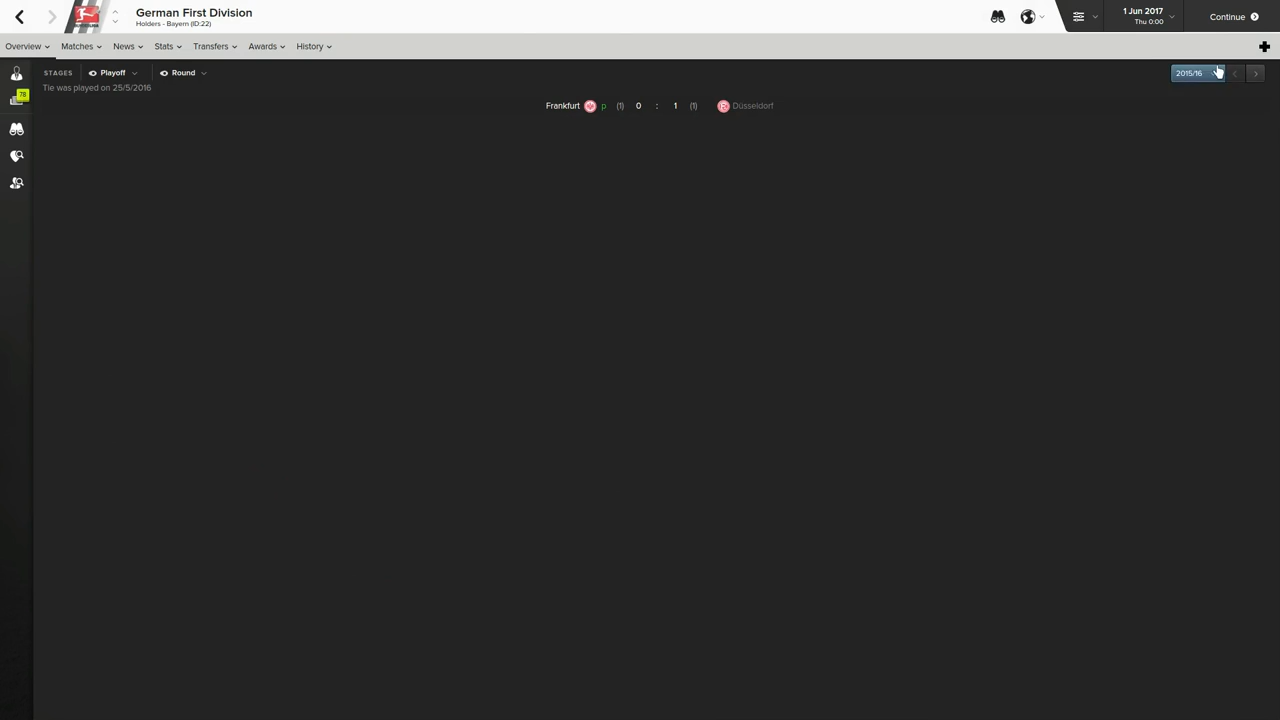 German First Division
Holders - Bayern (ID:22)
1 Jun 2017
Thu 0:00
Continue
Overview Matches News Stats Transfers Awards History
78
STAGES Playoff Round
2015/16
Tie was played on 25/5/2016
Frankfurt p (1) 0 : 1 (1) Düsseldorf